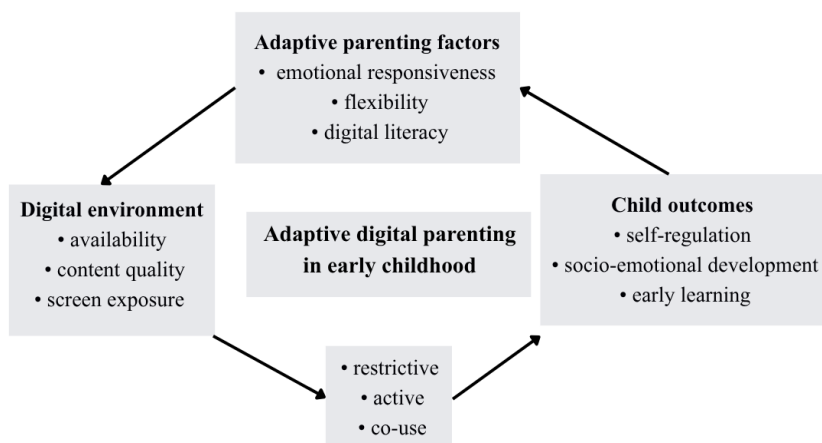 Adaptive parenting factors
• emotional responsiveness
• flexibility
• digital literacy
Digital environment
• availability
• content quality
• screen exposure
Adaptive digital parenting
in early childhood
Child outcomes
• self-regulation
• socio-emotional development
• early learning
• restrictive
• active
• co-use